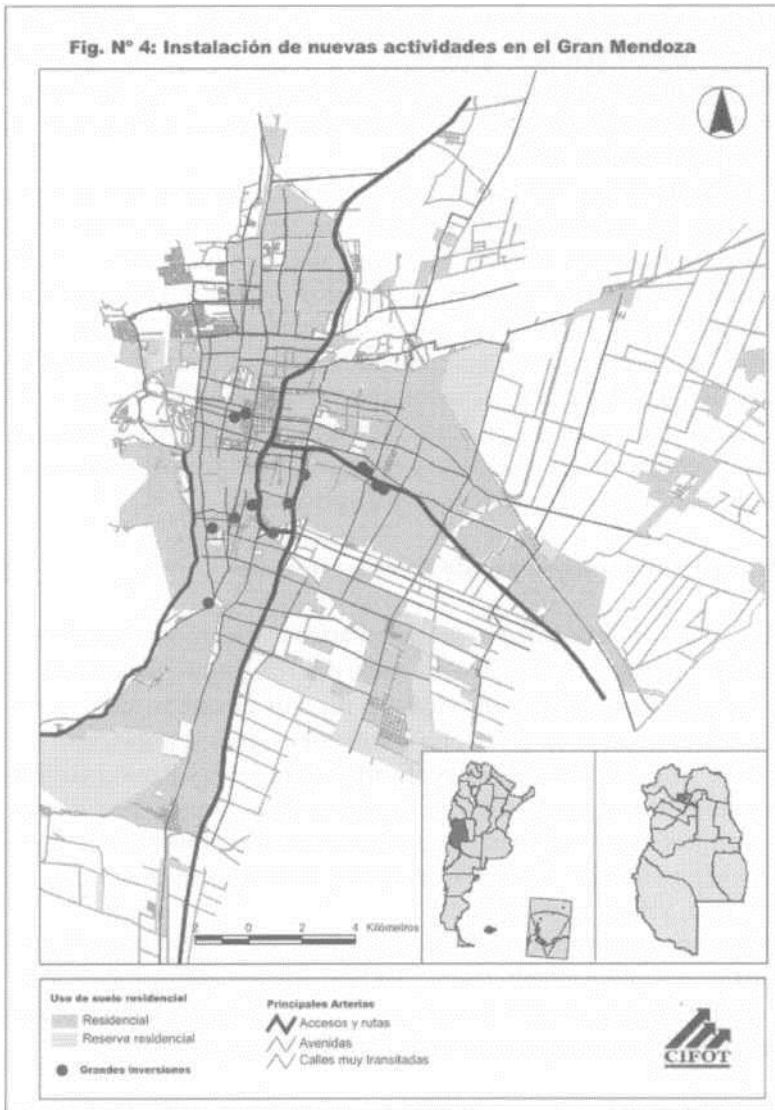 Fig. N° 4: Instalación de nuevas actividades en el Gran Mendoza
2 0 2 4 Kilómetros
Uso de suelo residencial
Residencial
Reserva residencial
Grandes inversiones
Principales Arterias
Accesos y rutas
Avenidas
Calles muy transitadas
CIFOT